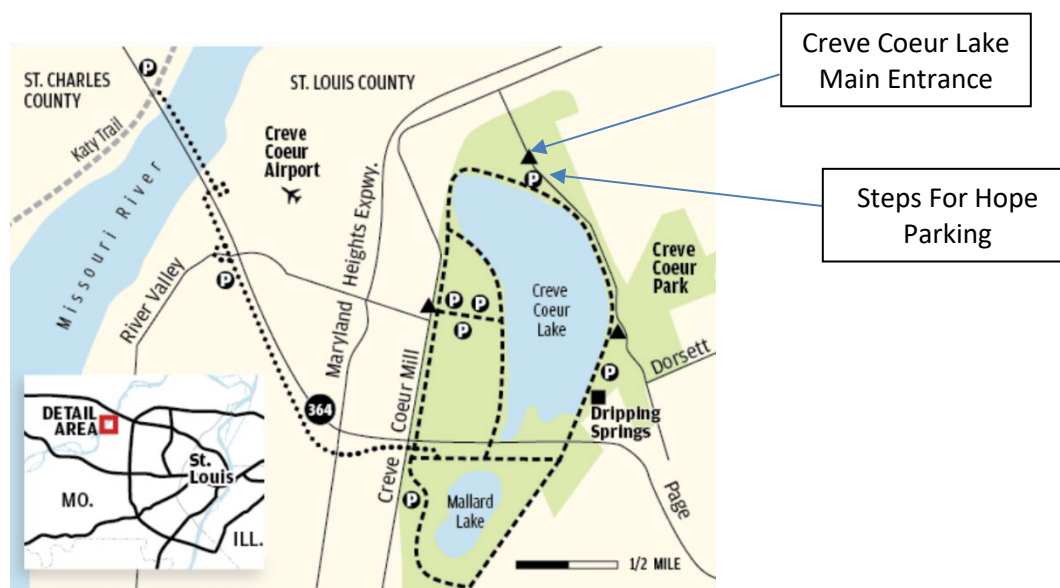 Creve Coeur Lake
Main Entrance
Steps For Hope
Parking
ST. CHARLES
COUNTY
P
ST. LOUIS COUNTY
Katy Trail
Missouri River
Creve
Coeur
Airport
Maryland Heights Expwy.
P
River Valley
P
Creve
Coeur
Park
Creve
Coeur
Lake
P
P
P
Creve Coeur Mill
Dorsett
P
Dripping
Springs
364
DETAIL
AREA
St.
Louis
MO.
ILL.
P
Mallard
Lake
Page
1/2 MILE